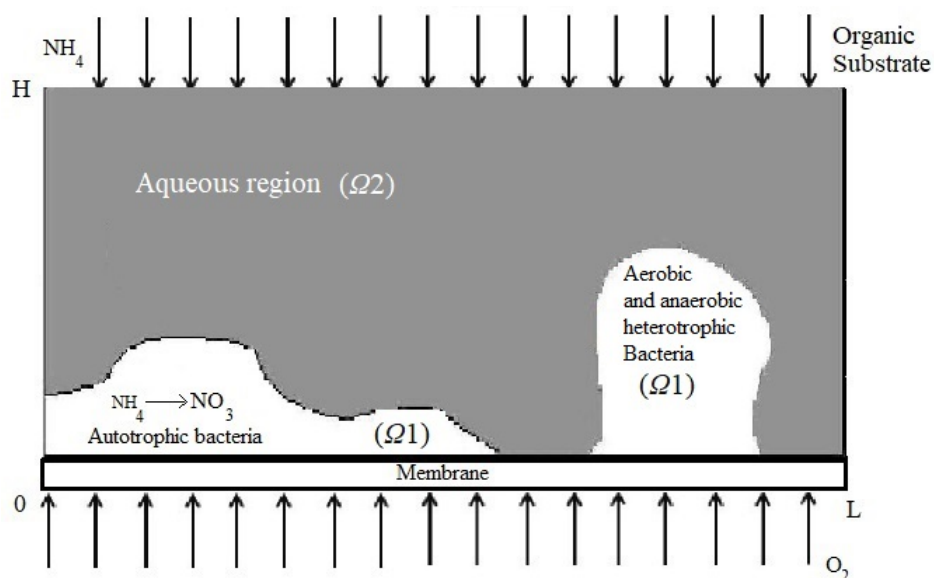 NH4
Organic
Substrate
H
Aqueous region (Ω2)
Aerobic
and anaerobic
heterotrophic
Bacteria
(Ω1)
NH4 → NO3
Autotrophic bacteria
(Ω1)
Membrane
0
L
O2